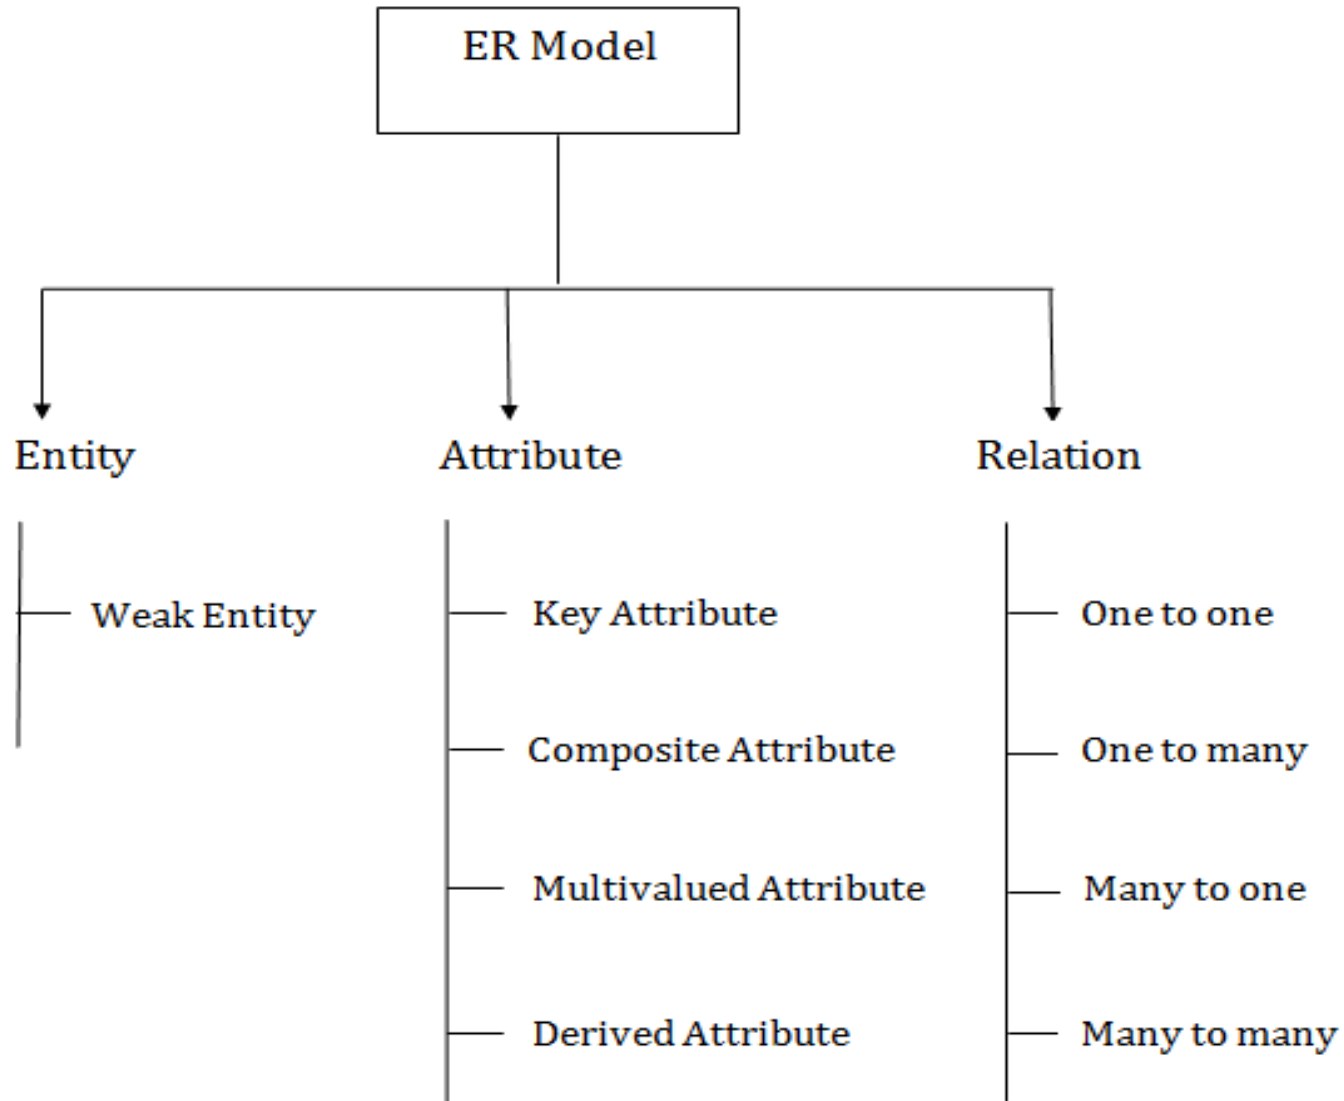 ER Model
Entity
Attribute
Relation
Weak Entity
Key Attribute
One to one
Composite Attribute
One to many
Multivalued Attribute
Many to one
Derived Attribute
Many to many